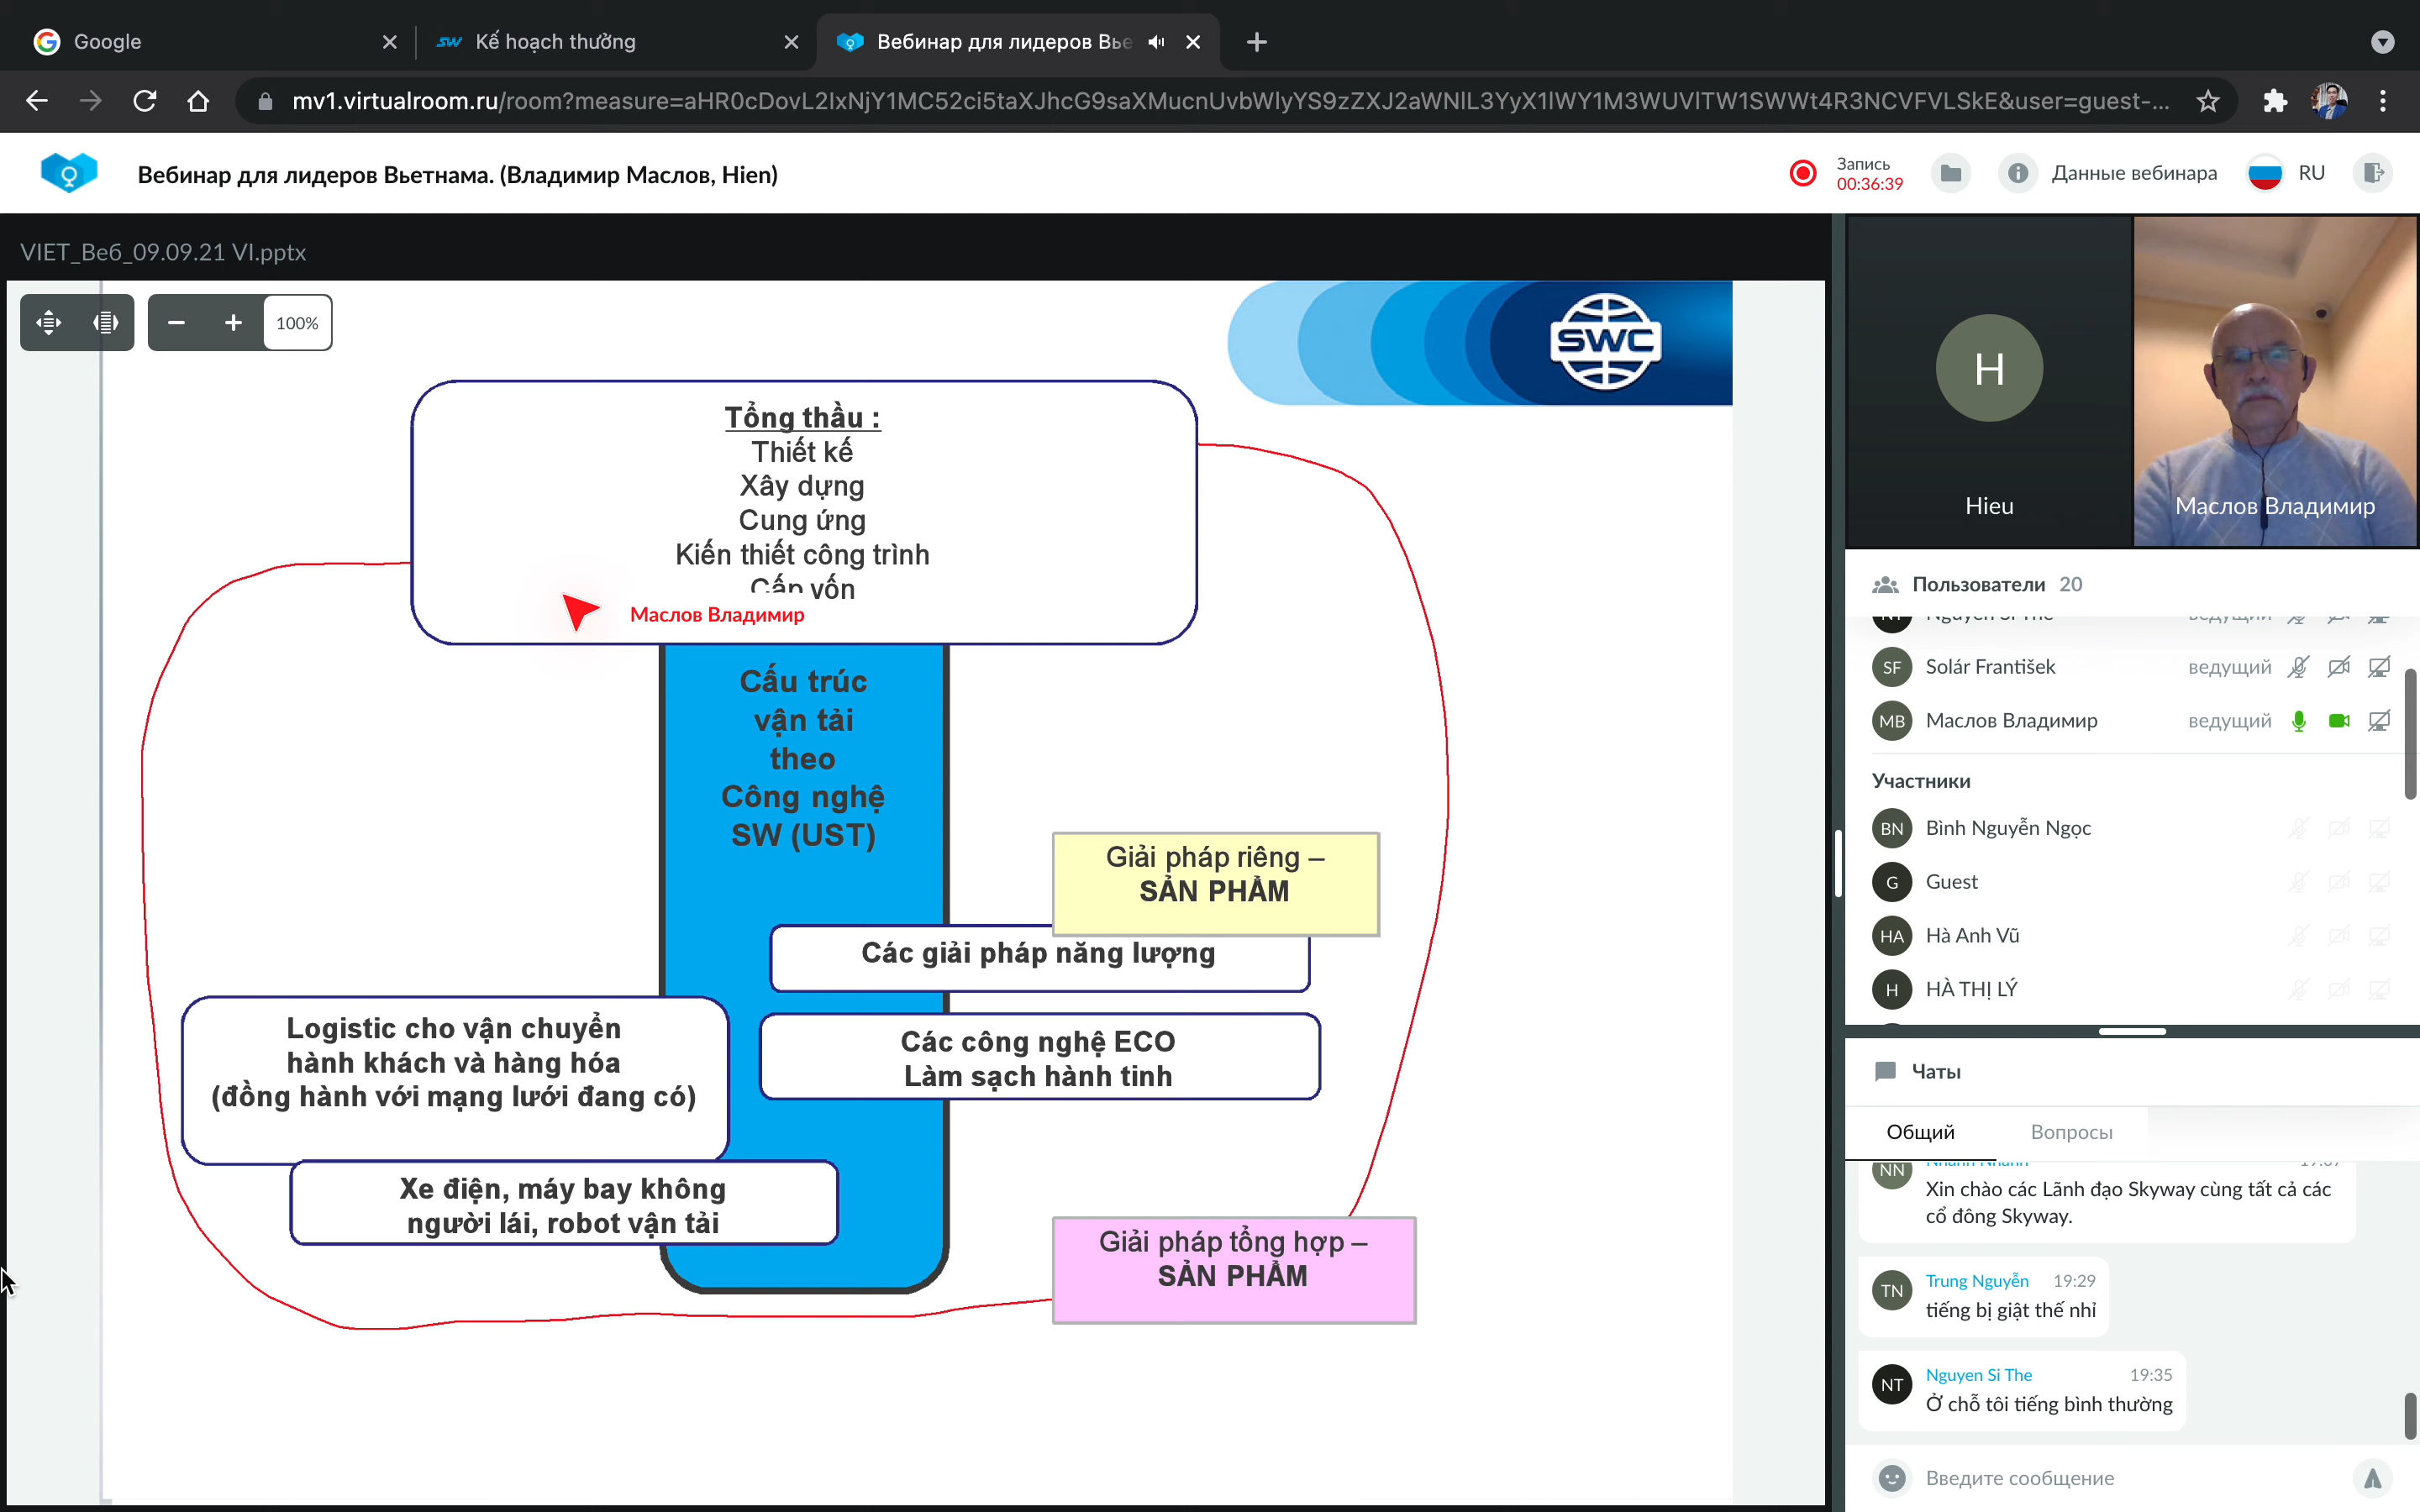 Google
Kế hoạch thưởng
Вебинар для лидеров Вье
mv1.virtualroom.ru/room?measure=aHR0cDovL2IxNjY1MC52ci5taXJhcG9saXMucnUvbWlyYS9zZXJ2aWNlL3YyX1lWY1M3WUVlTW1SWWt4R3NCVFVLSkE&user=guest-...
Вебинар для лидеров Вьетнама. (Владимир Маслов, Hien)
Запись
00:36:39
Данные вебинара
RU
VIET_Веб_09.09.21 VI.pptx
100%
SWC
Tổng thầu :
Thiết kế
Xây dựng
Cung ứng
Kiến thiết công trình
Cấp vốn
Маслов Владимир
Cấu trúc
vận tải
theo
Công nghệ
SW (UST)
Giải pháp riêng –
SẢN PHẨM
Các giải pháp năng lượng
Logistic cho vận chuyển
hành khách và hàng hóa
(đồng hành với mạng lưới đang có)
Các công nghệ ECO
Làm sạch hành tinh
Xe điện, máy bay không
người lái, robot vận tải
Giải pháp tổng hợp –
SẢN PHẨM
H
Hieu
Маслов Владимир
Пользователи 20
NT Nguyen Si The ведущий
SF Solár František ведущий
МВ Маслов Владимир ведущий
Участники
BN Bình Nguyễn Ngọc
G Guest
HA Hà Anh Vũ
H HÀ THỊ LÝ
Чаты
Общий Вопросы
NN
Xin chào các Lãnh đạo Skyway cùng tất cả các
cổ đông Skyway.
TN Trung Nguyễn 19:29
tiếng bị giật thế nhỉ
NT Nguyen Si The 19:35
Ở chỗ tôi tiếng bình thường
Введите сообщение